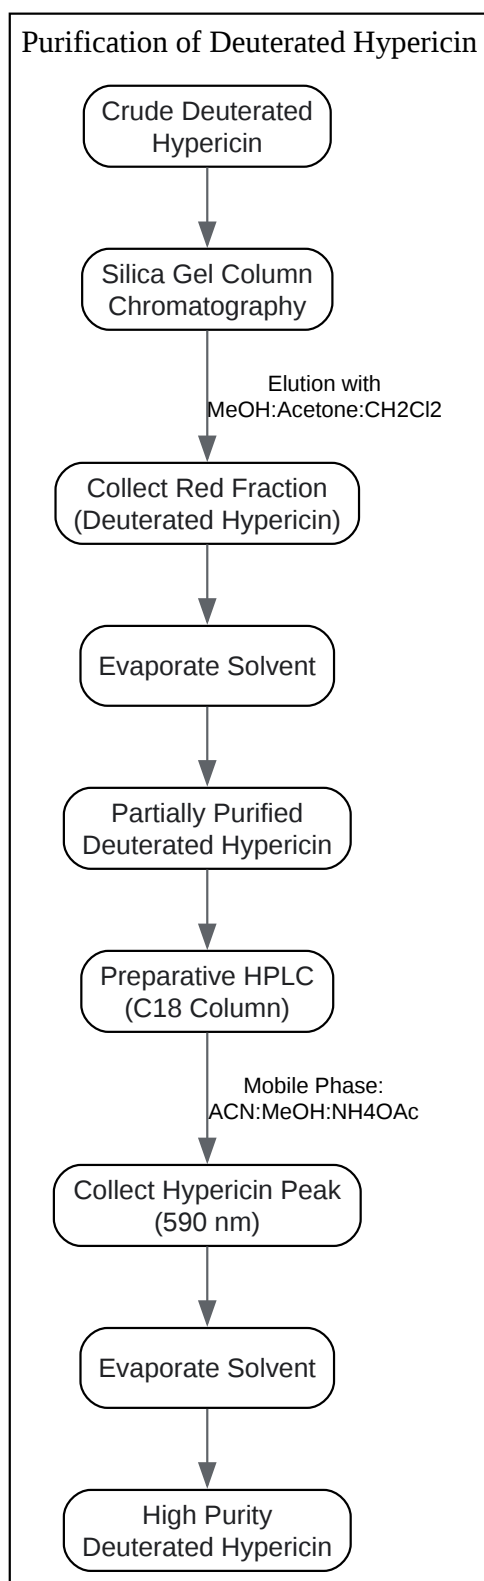 Purification of Deuterated Hypericin
Crude Deuterated
Hypericin
Silica Gel Column
Chromatography
Elution with
MeOH:Acetone:CH2Cl2
Collect Red Fraction
(Deuterated Hypericin)
Evaporate Solvent
Partially Purified
Deuterated Hypericin
Preparative HPLC
(C18 Column)
Mobile Phase:
ACN:MeOH:NH4OAc
Collect Hypericin Peak
(590 nm)
Evaporate Solvent
High Purity
Deuterated Hypericin